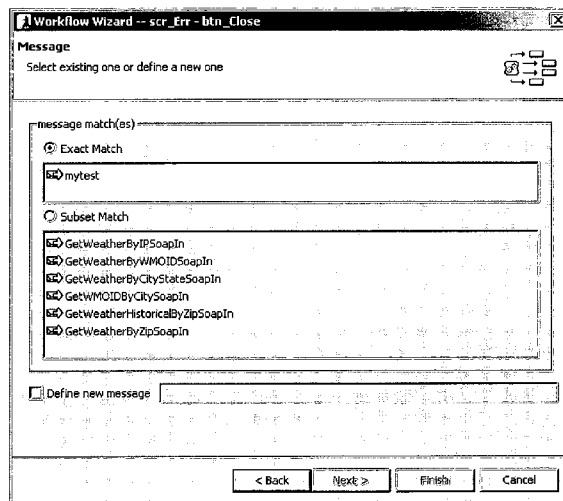 Workflow Wizard -- scr_Err - btn_Close
Message
Select existing one or define a new one
message match(es)
Exact Match
mytest
Subset Match
GetWeatherByIPSoapIn
GetWeatherByWMOIDSoapIn
GetWeatherByCityStateSoapIn
GetWMOIDByCitySoapIn
GetWeatherHistoricalByZipSoapIn
GetWeatherByZipSoapIn
Define new message
< Back Next > Finish Cancel